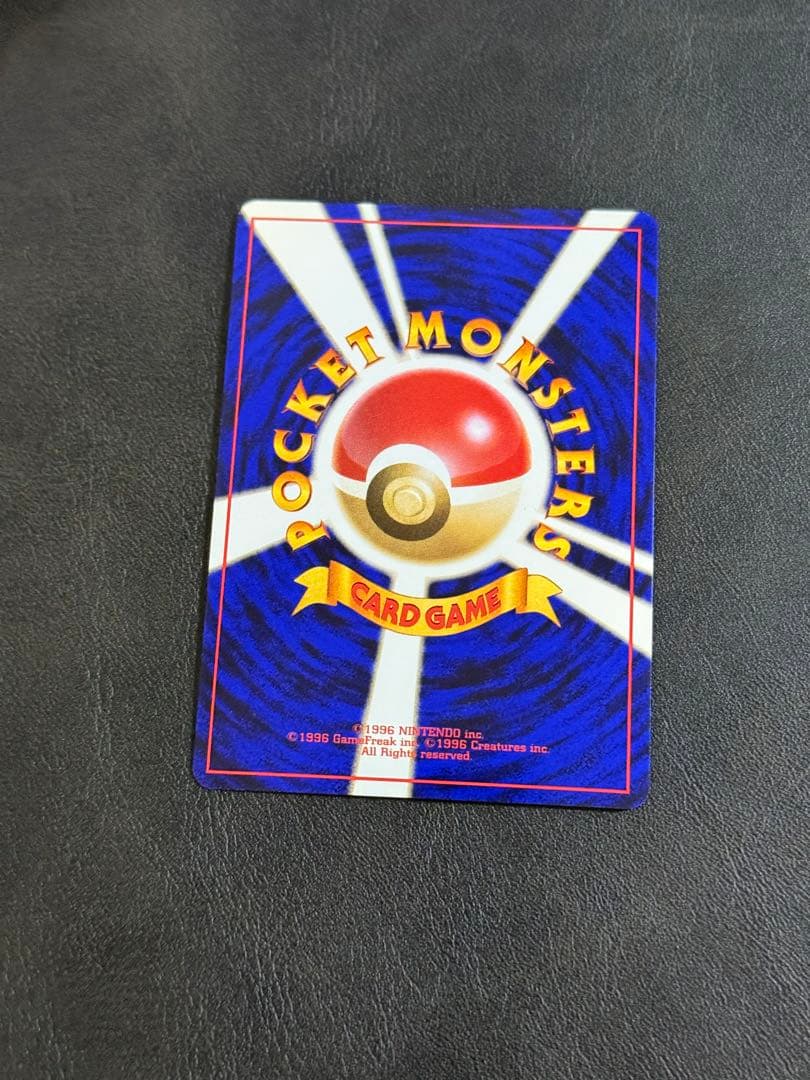 POCKET MONSTERS
CARD GAME
©1996 NINTENDO inc.
©1996 GameFreak inc. ©1996 Creatures inc.
All Rights reserved.